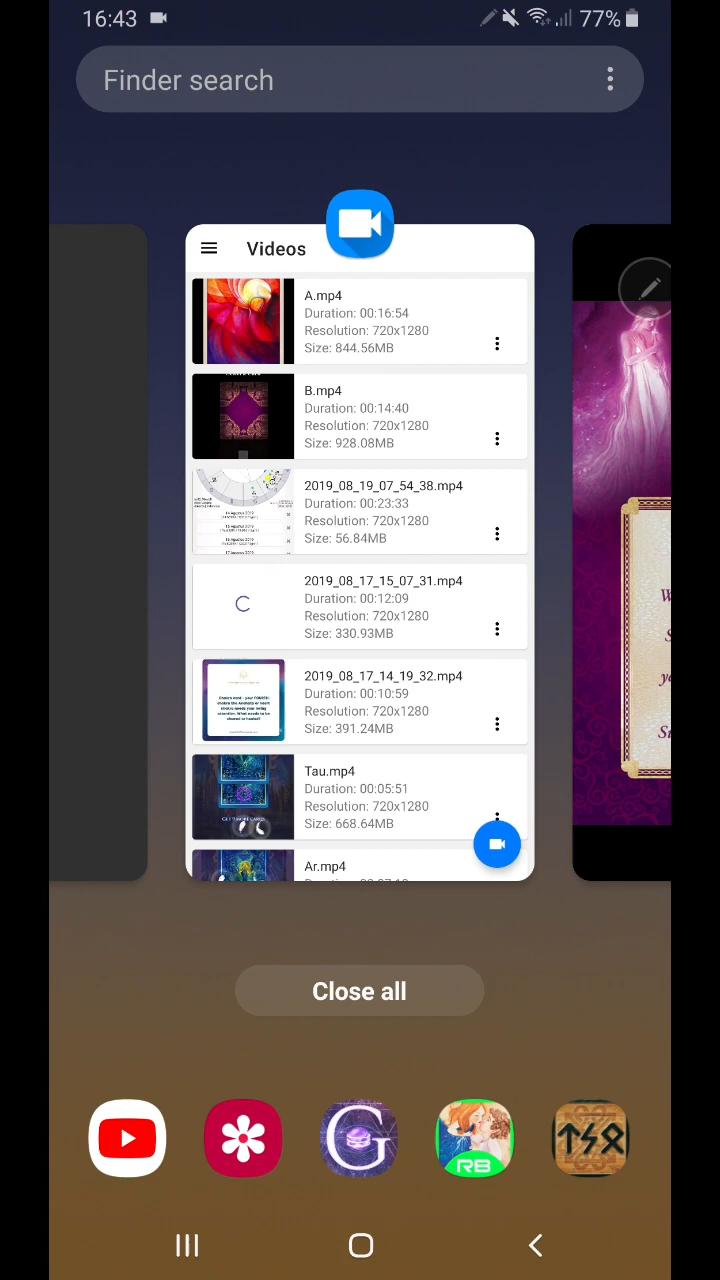 16:43
77%
Finder search
Videos
A.mp4
Duration: 00:16:54
Resolution: 720x1280
Size: 844.56MB
B.mp4
Duration: 00:14:40
Resolution: 720x1280
Size: 928.08MB
2019_08_19_07_54_38.mp4
Duration: 00:23:33
Resolution: 720x1280
Size: 56.84MB
2019_08_17_15_07_31.mp4
Duration: 00:12:09
Resolution: 720x1280
Size: 330.93MB
2019_08_17_14_19_32.mp4
Duration: 00:10:59
Resolution: 720x1280
Size: 391.24MB
Tau.mp4
Duration: 00:05:51
Resolution: 720x1280
Size: 668.64MB
Ar.mp4
Close all
G
RB